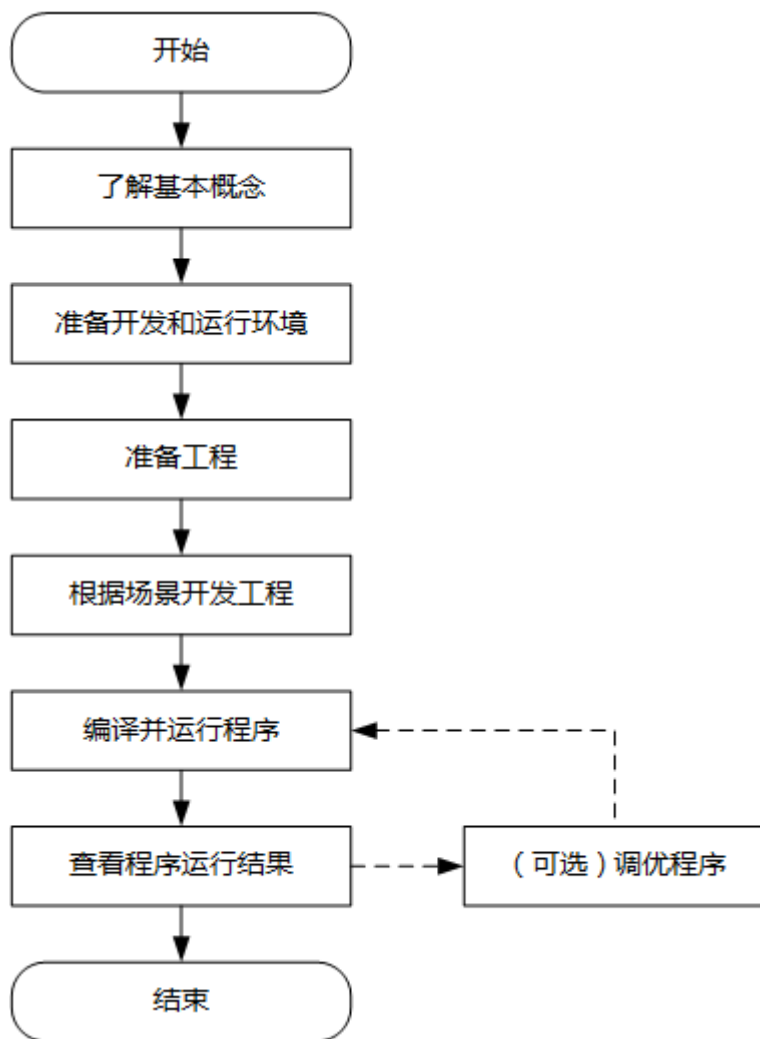 开始
了解基本概念
准备开发和运行环境
准备工程
根据场景开发工程
编译并运行程序
查看程序运行结果
（可选）调优程序
结束